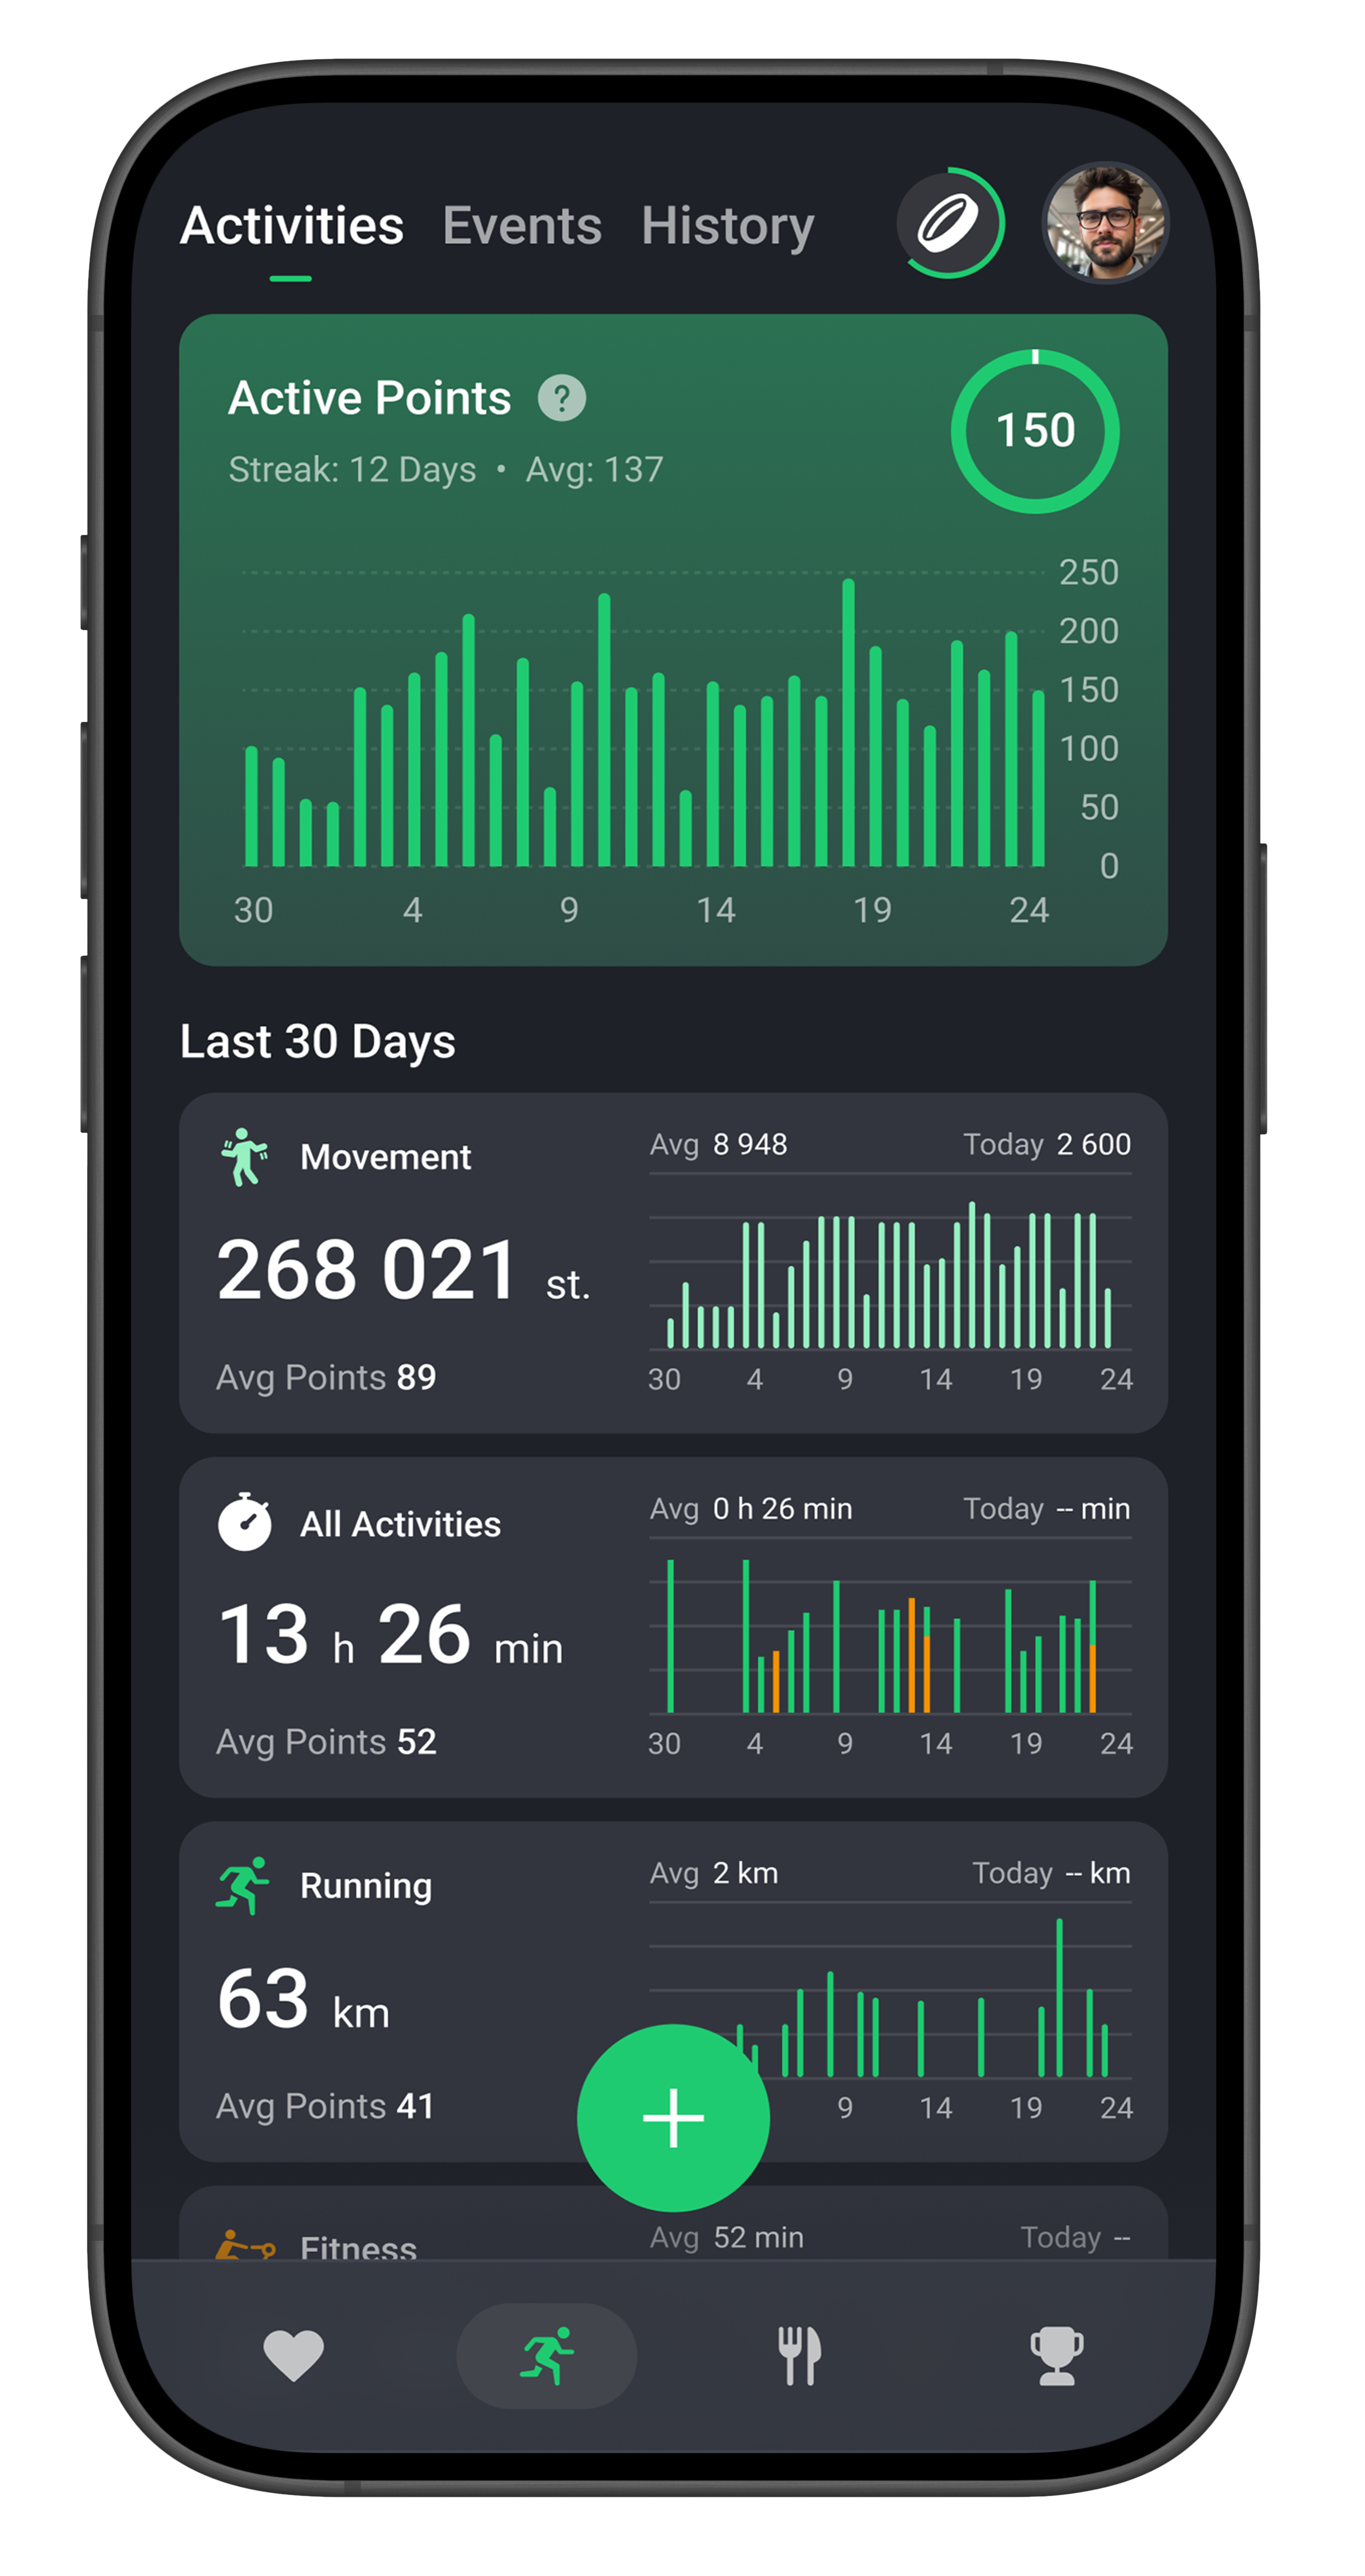 Activities Events History
Active Points ?
Streak: 12 Days • Avg: 137
150
250
200
150
100
50
0
30 4 9 14 19 24
Last 30 Days
Movement
Avg 8 948 Today 2 600
268 021 st.
Avg Points 89
30 4 9 14 19 24
All Activities
Avg 0 h 26 min Today -- min
13 h 26 min
Avg Points 52
30 4 9 14 19 24
Running
Avg 2 km Today -- km
63 km
Avg Points 41
9 14 19 24
+
Fitness
Avg 52 min Today --